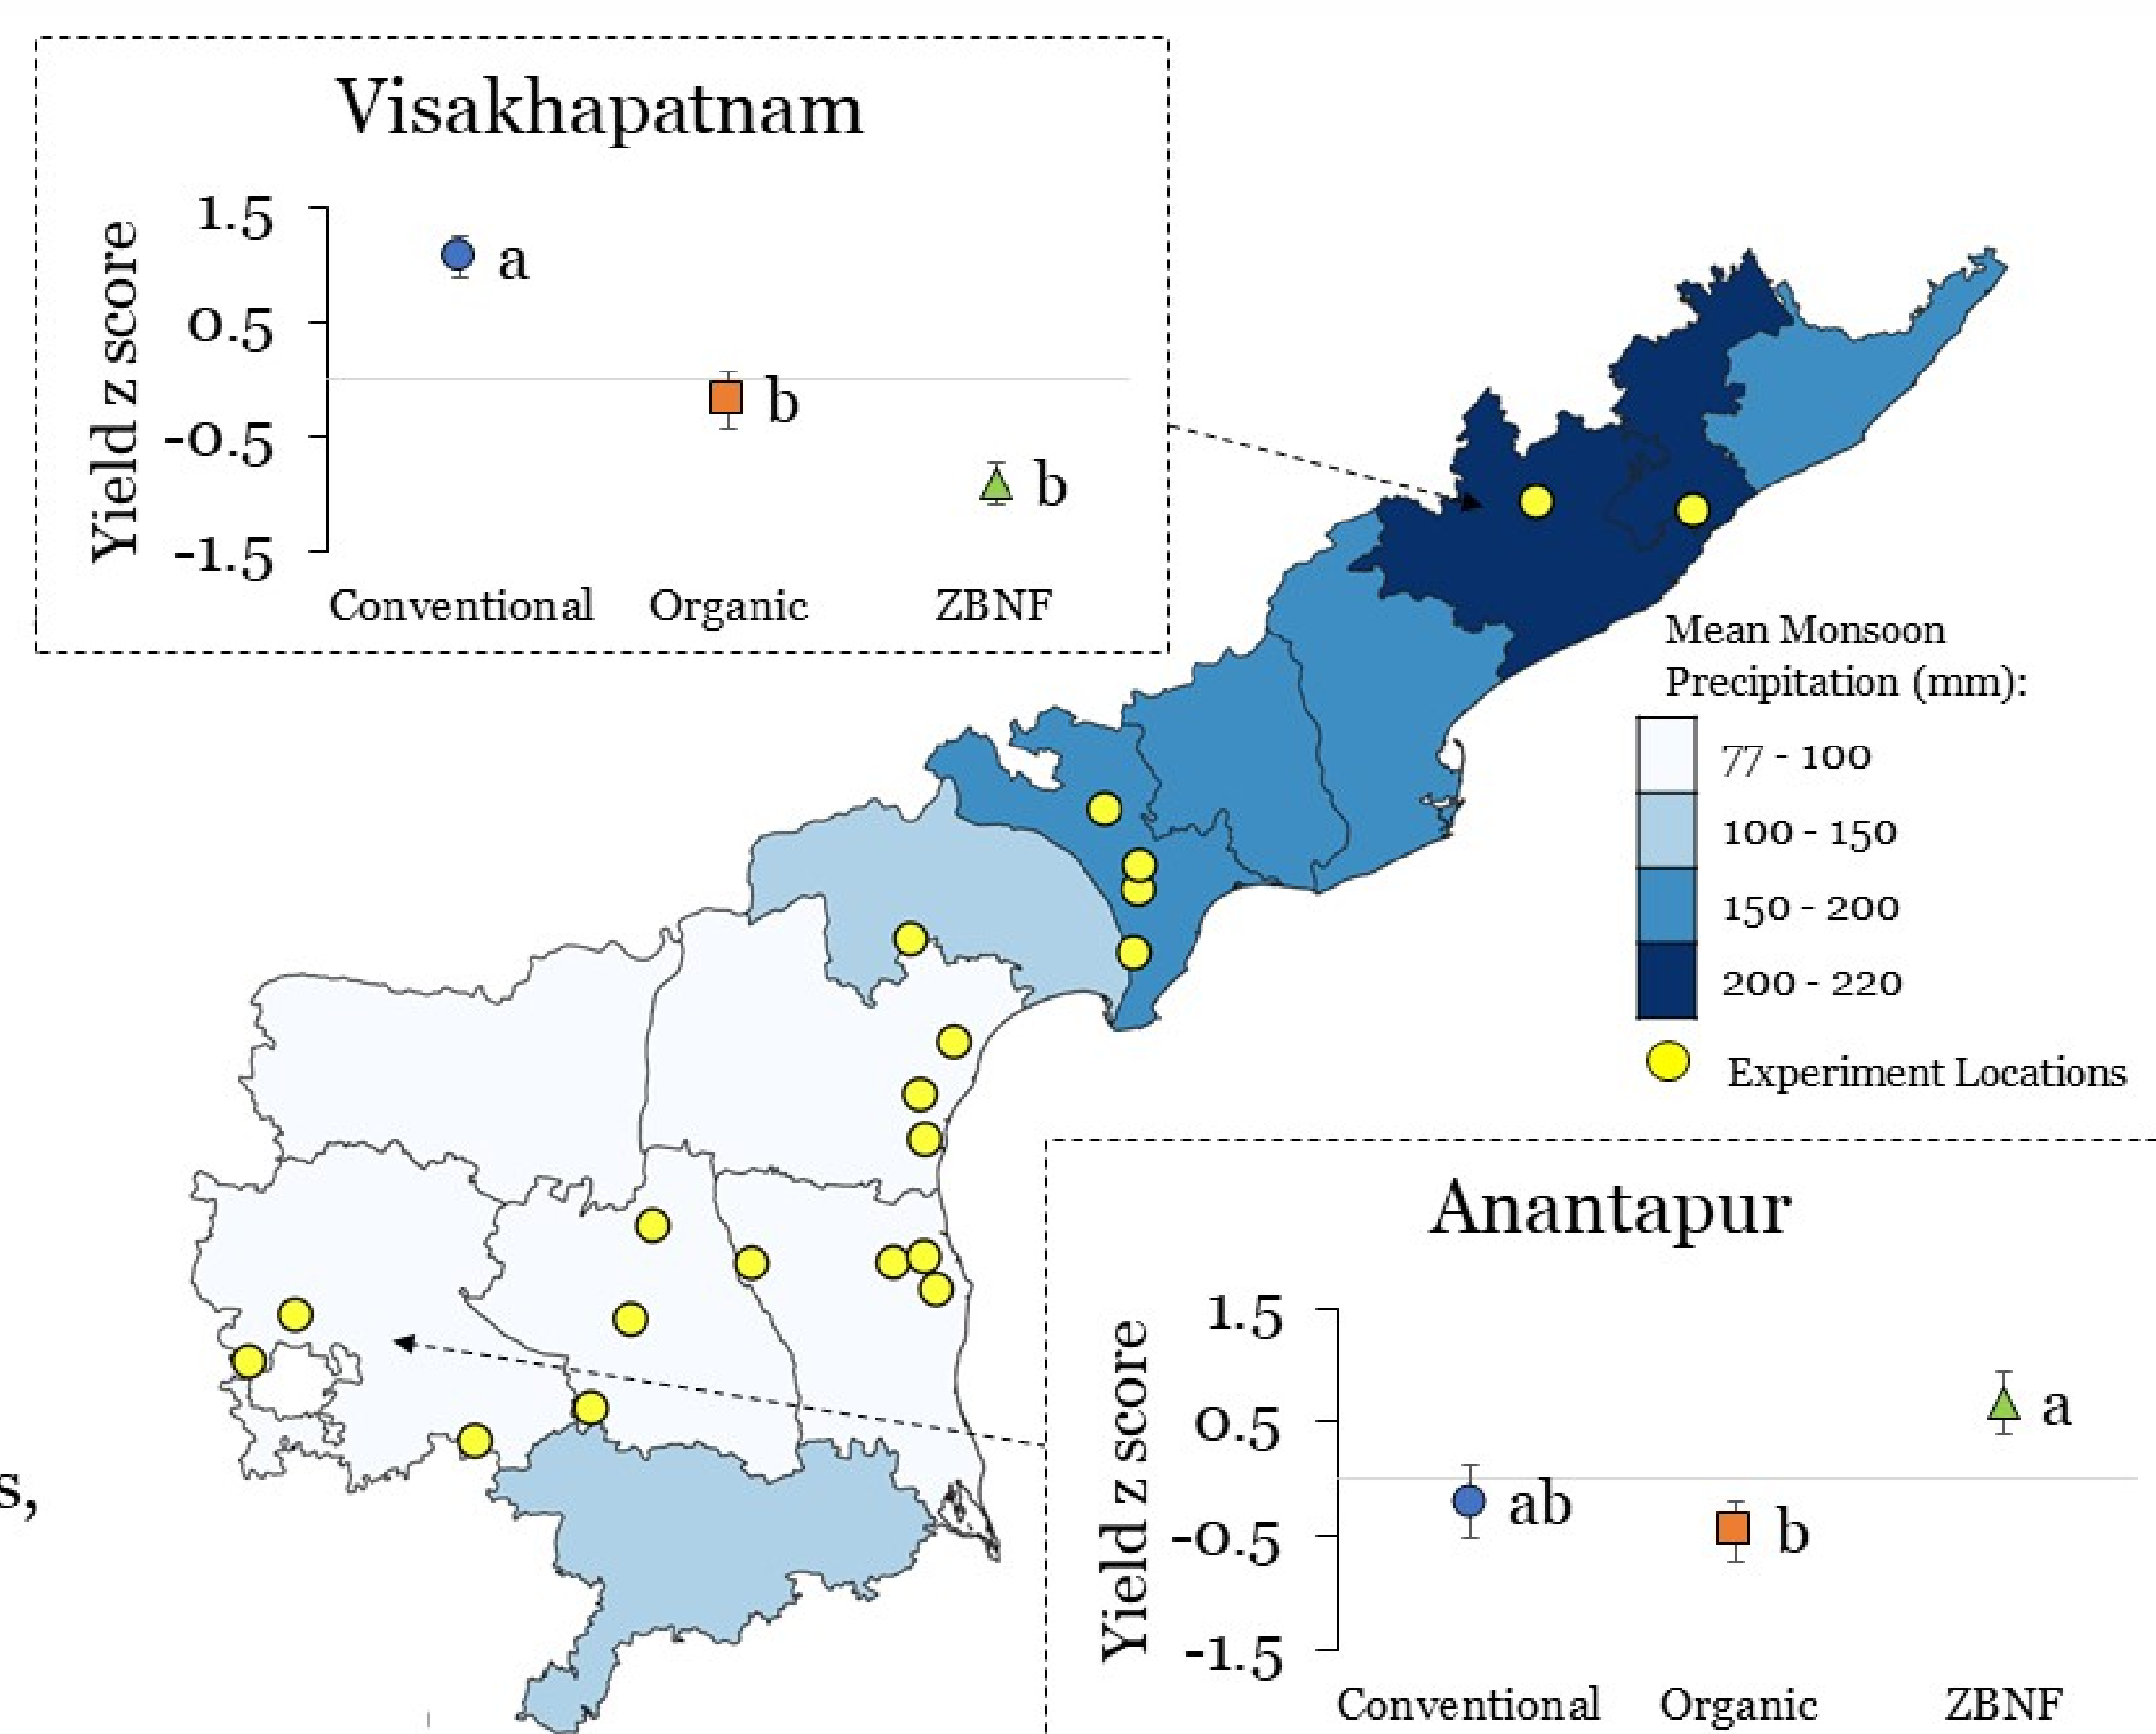 Visakhapatnam
Yield z score
1.5
0.5
-0.5
-1.5
a
b
b
Conventional Organic ZBNF
Mean Monsoon
Precipitation (mm):
77 - 100
100 - 150
150 - 200
200 - 220
Experiment Locations
s,
Anantapur
Yield z score
1.5
0.5
-0.5
-1.5
ab
b
a
Conventional Organic ZBNF